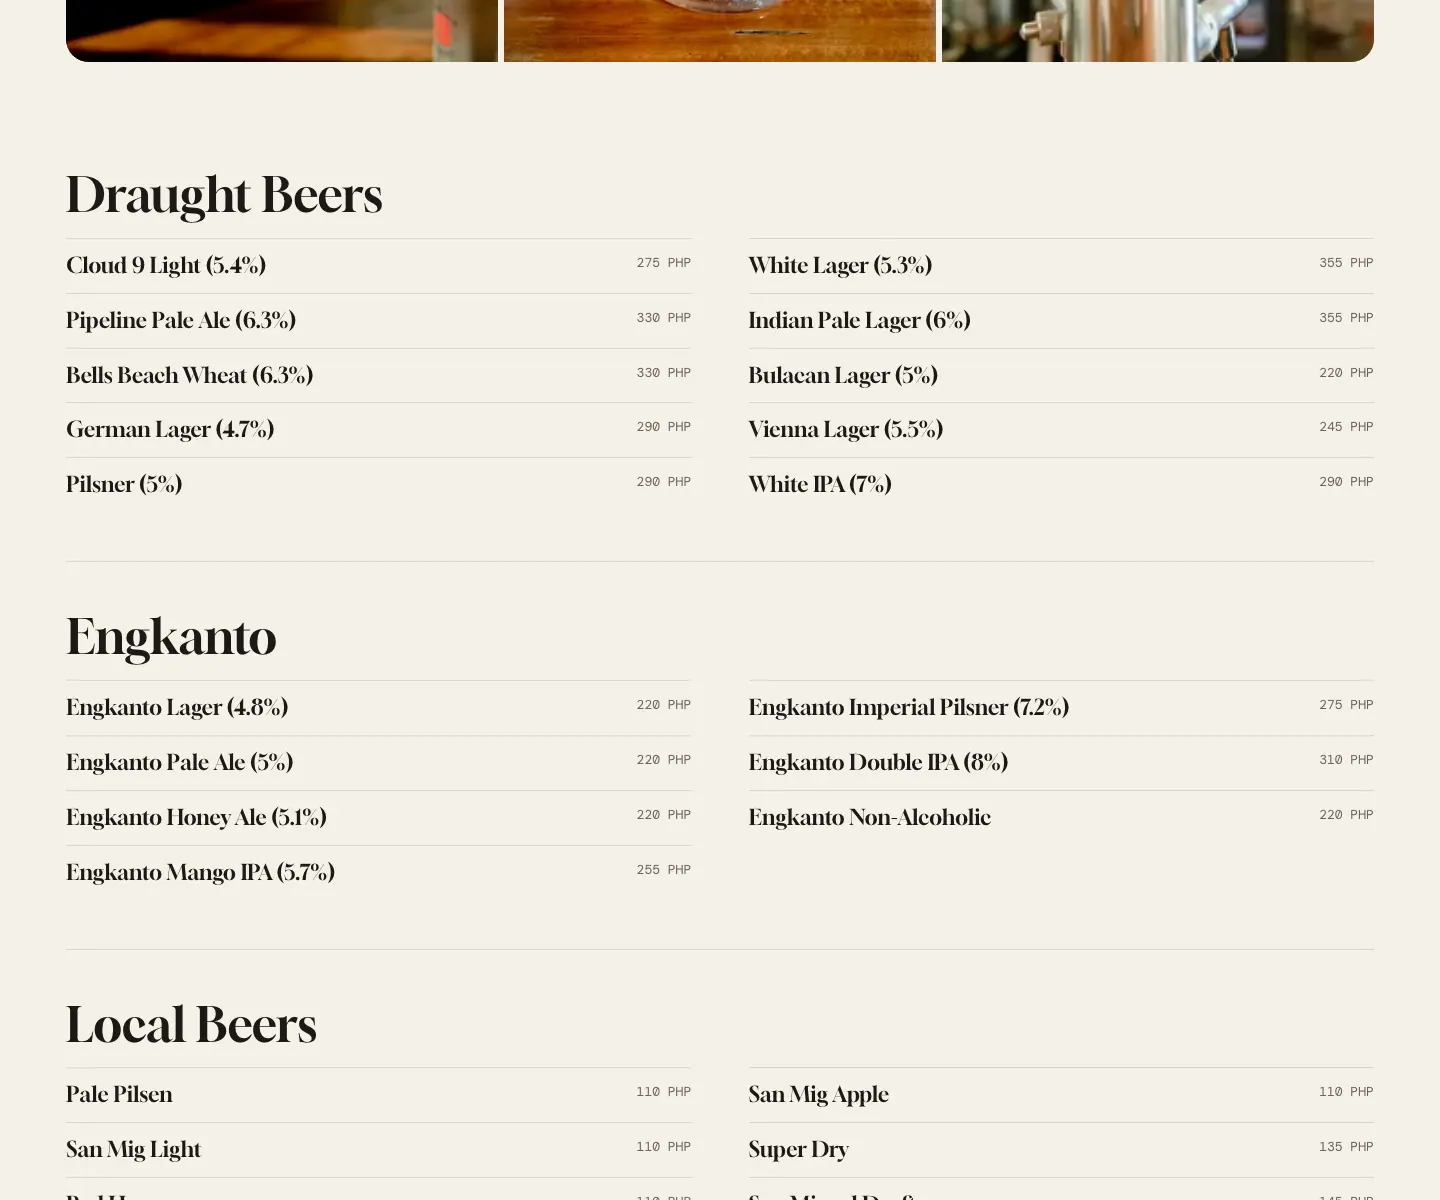 Draught Beers
Cloud 9 Light (5.4%) 275 PHP
White Lager (5.3%) 355 PHP
Pipeline Pale Ale (6.3%) 330 PHP
Indian Pale Lager (6%) 355 PHP
Bells Beach Wheat (6.3%) 330 PHP
Bulacan Lager (5%) 220 PHP
German Lager (4.7%) 290 PHP
Vienna Lager (5.5%) 245 PHP
Pilsner (5%) 290 PHP
White IPA (7%) 290 PHP
Engkanto
Engkanto Lager (4.8%) 220 PHP
Engkanto Imperial Pilsner (7.2%) 275 PHP
Engkanto Pale Ale (5%) 220 PHP
Engkanto Double IPA (8%) 310 PHP
Engkanto Honey Ale (5.1%) 220 PHP
Engkanto Non-Alcoholic 220 PHP
Engkanto Mango IPA (5.7%) 255 PHP
Local Beers
Pale Pilsen 110 PHP
San Mig Apple 110 PHP
San Mig Light 110 PHP
Super Dry 135 PHP